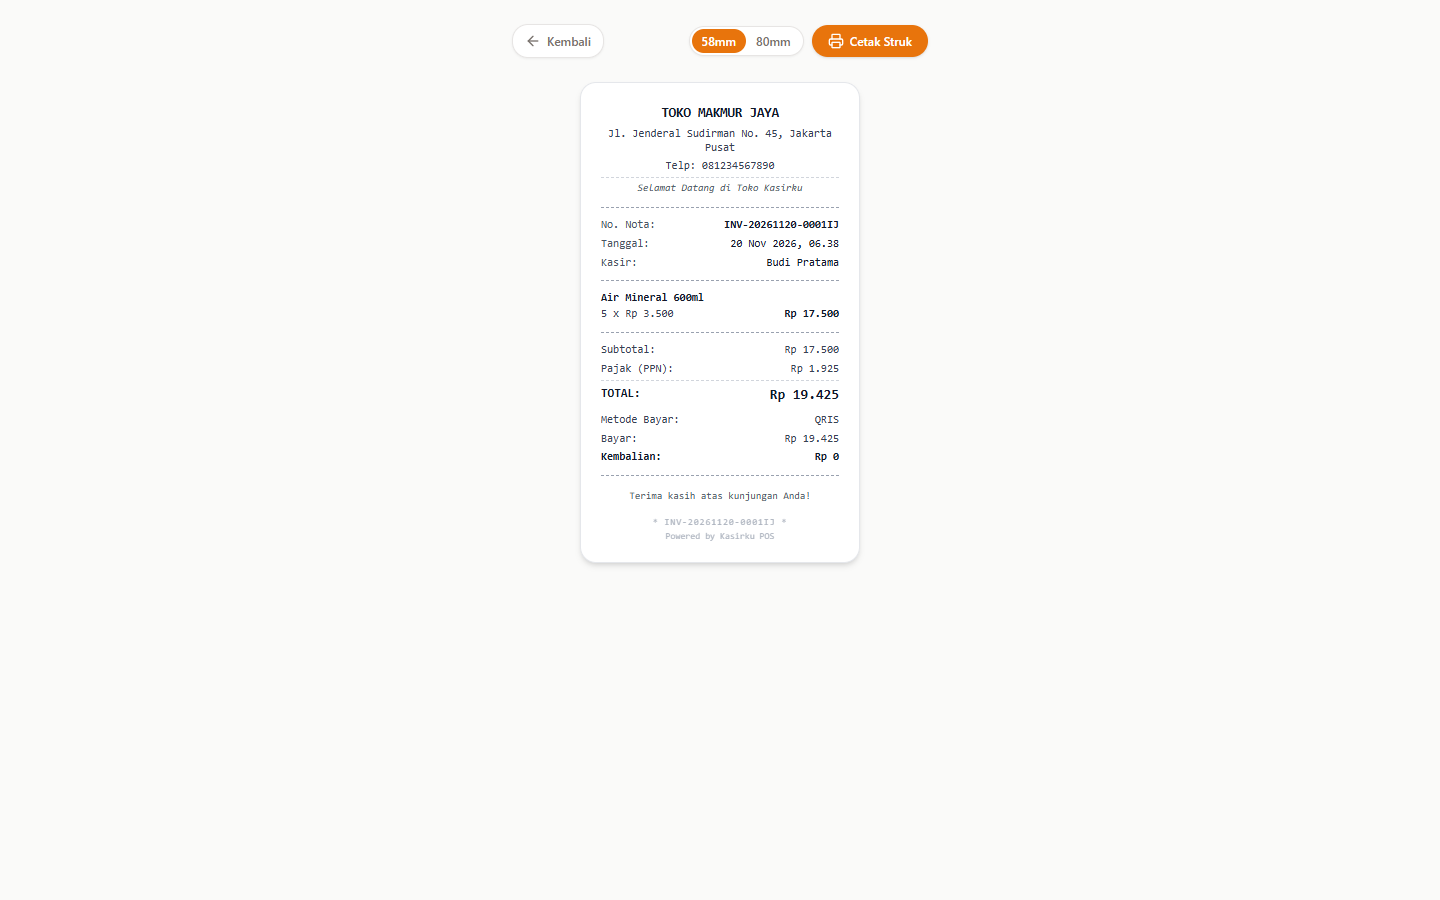 Kembali
58mm
80mm
Cetak Struk
TOKO MAKMUR JAYA
Jl. Jenderal Sudirman No. 45, Jakarta
Pusat
Telp: 081234567890
Selamat Datang di Toko Kasirku
No. Nota: INV-20261120-0001IJ
Tanggal: 20 Nov 2026, 06.38
Kasir: Budi Pratama
Air Mineral 600ml
5 x Rp 3.500 Rp 17.500
Subtotal: Rp 17.500
Pajak (PPN): Rp 1.925
TOTAL: Rp 19.425
Metode Bayar: QRIS
Bayar: Rp 19.425
Kembalian: Rp 0
Terima kasih atas kunjungan Anda!
* INV-20261120-0001IJ *
Powered by Kasirku POS